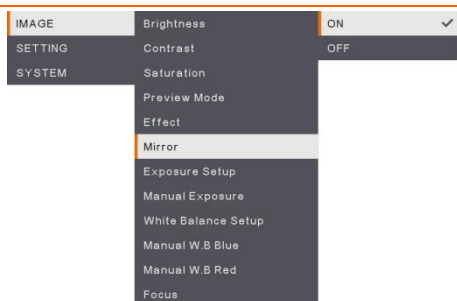 IMAGE
SETTING
SYSTEM
Brightness
Contrast
Saturation
Preview Mode
Effect
Mirror
Exposure Setup
Manual Exposure
White Balance Setup
Manual W.B Blue
Manual W.B Red
Focus
ON ✓
OFF